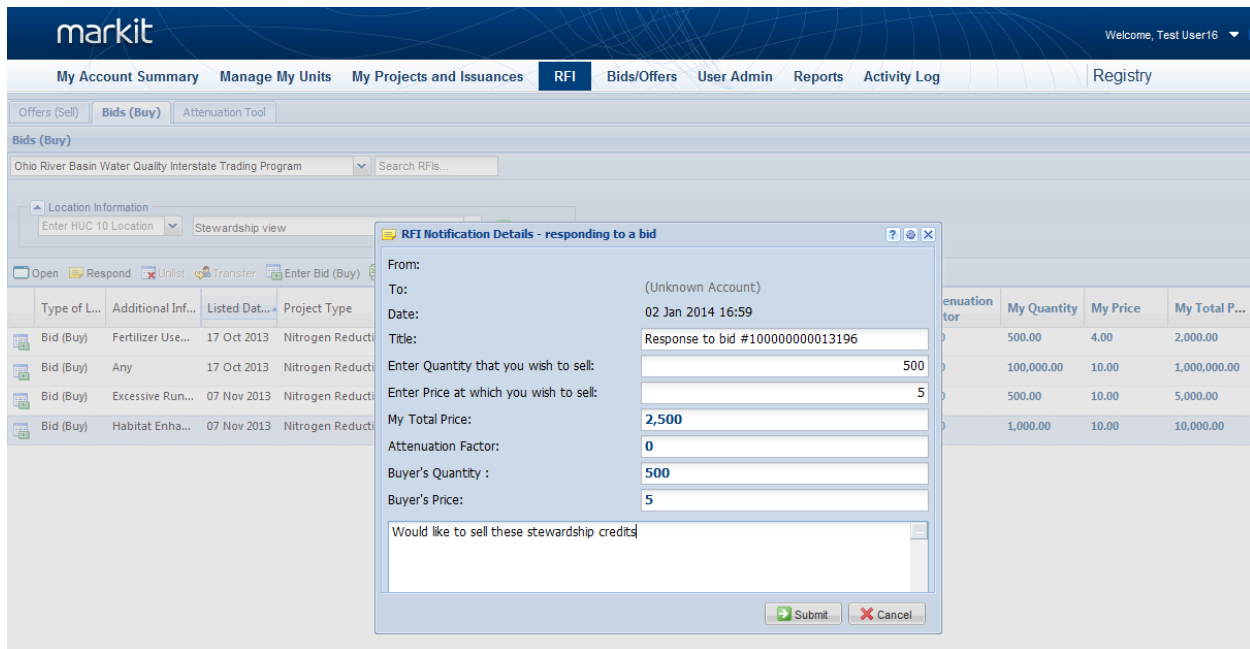 markit
Welcome, Test User16
My Account Summary Manage My Units My Projects and Issuances RFI Bids/Offers User Admin Reports Activity Log Registry
Offers (Sell) Bids (Buy) Attenuation Tool
Bids (Buy)
Ohio River Basin Water Quality Interstate Trading Program Search RFIs...
Location Information
Enter HUC 10 Location Stewardship view
Open Respond Unlist Transfer Enter Bid (Buy)
RFI Notification Details - responding to a bid
From:
To: (Unknown Account)
Date: 02 Jan 2014 16:59
Title: Response to bid #100000000013196
Enter Quantity that you wish to sell: 500
Enter Price at which you wish to sell: 5
My Total Price: 2,500
Attenuation Factor: 0
Buyer's Quantity : 500
Buyer's Price: 5
Would like to sell these stewardship credits
Submit Cancel
Type of L... Additional Inf... Listed Dat... Project Type enuation tor My Quantity My Price My Total P...
Bid (Buy) Fertilizer Use... 17 Oct 2013 Nitrogen Reducti 500.00 4.00 2,000.00
Bid (Buy) Any 17 Oct 2013 Nitrogen Reducti 100,000.00 10.00 1,000,000.00
Bid (Buy) Excessive Run... 07 Nov 2013 Nitrogen Reducti 500.00 10.00 5,000.00
Bid (Buy) Habitat Enha... 07 Nov 2013 Nitrogen Reducti 1,000.00 10.00 10,000.00